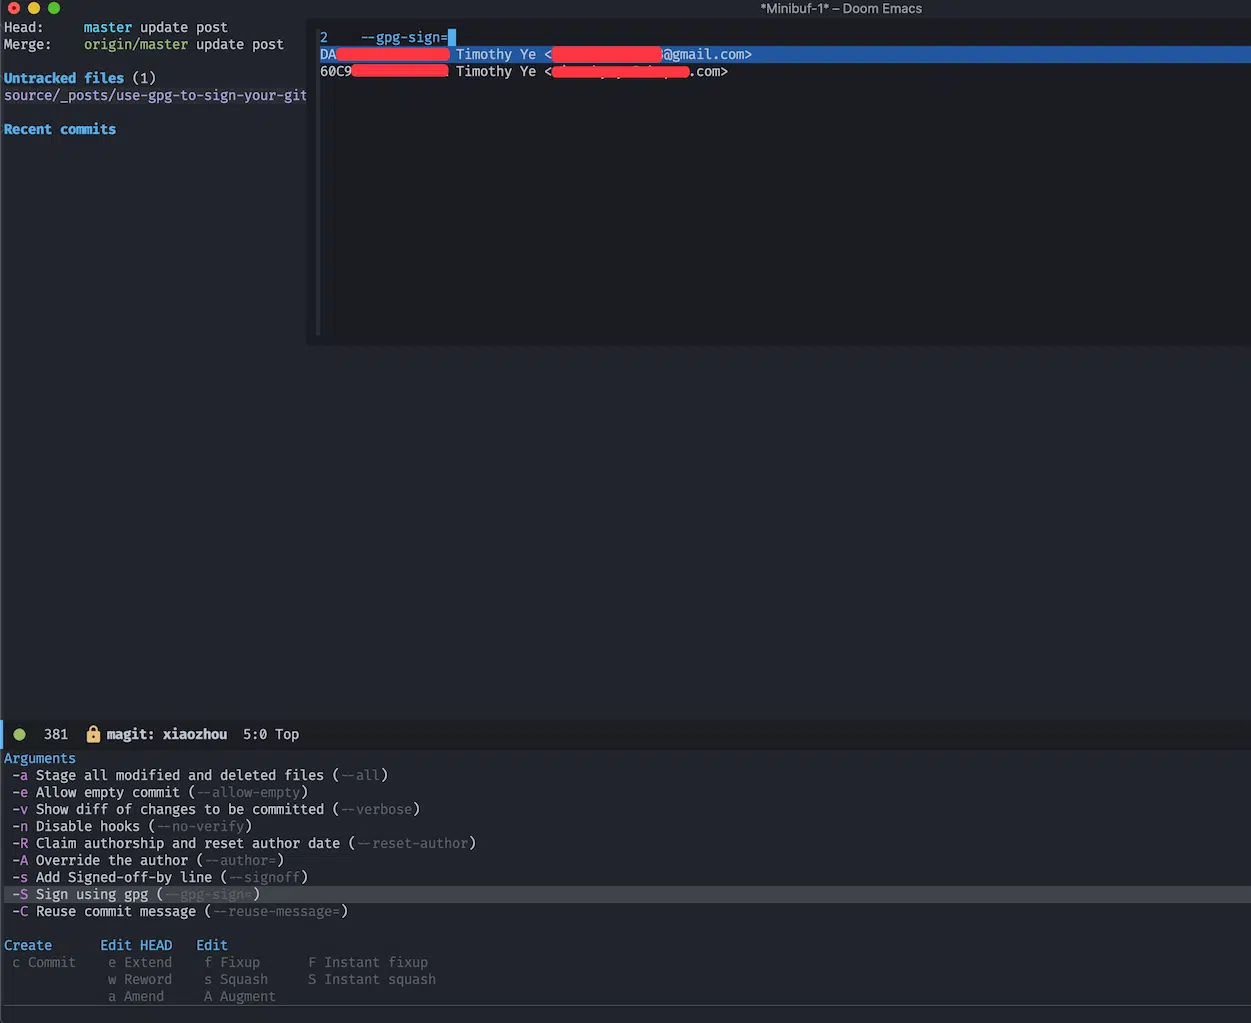 *Minibuf-1* – Doom Emacs
Head: master update post
Merge: origin/master update post
Untracked files (1)
source/_posts/use-gpg-to-sign-your-git
Recent commits
2 --gpg-sign=
DA Timothy Ye < @gmail.com>
60C9 Timothy Ye < .com>
381 magit: xiaozhou 5:0 Top
Arguments
-a Stage all modified and deleted files (--all)
-e Allow empty commit (--allow-empty)
-v Show diff of changes to be committed (--verbose)
-n Disable hooks (--no-verify)
-R Claim authorship and reset author date (--reset-author)
-A Override the author (--author=)
-s Add Signed-off-by line (--signoff)
-S Sign using gpg (--gpg-sign=)
-C Reuse commit message (--reuse-message=)
Create Edit HEAD Edit
c Commit e Extend f Fixup F Instant fixup
w Reword s Squash S Instant squash
a Amend A Augment